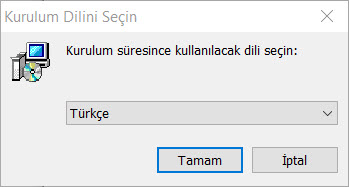 Kurulum Dilini Seçin
Kurulum süresince kullanılacak dili seçin:
Türkçe
Tamam
İptal